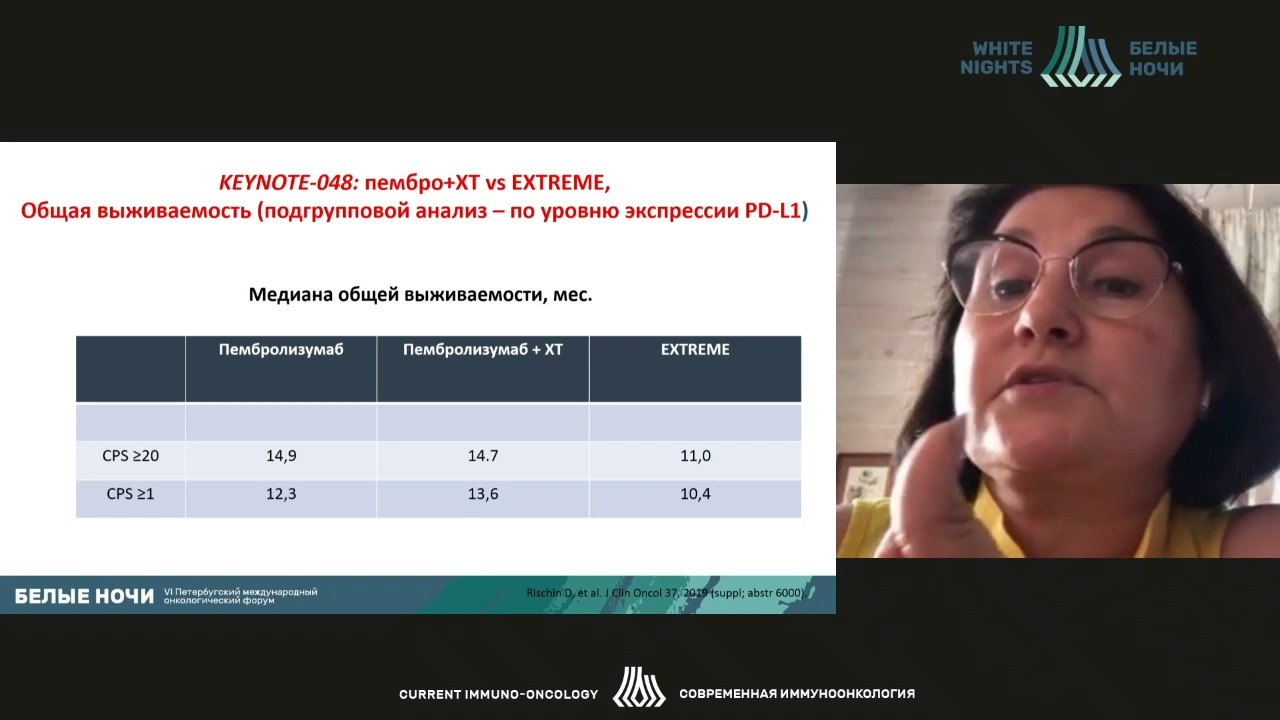 WHITE
NIGHTS
БЕЛЫЕ
НОЧИ
KEYNOTE-048: пембро+ХТ vs EXTREME,
Общая выживаемость (подгрупповой анализ – по уровню экспрессии PD-L1)
Медиана общей выживаемости, мес.
Пембролизумаб Пембролизумаб + ХТ EXTREME
CPS ≥20 14,9 14.7 11,0
CPS ≥1 12,3 13,6 10,4
БЕЛЫЕ НОЧИ
VI Петербургский международный
онкологический форум
Rischin D, et al. J Clin Oncol 37, 2019 (suppl; abstr 6000).
CURRENT IMMUNO-ONCOLOGY
СОВРЕМЕННАЯ ИММУНООНКОЛОГИЯ